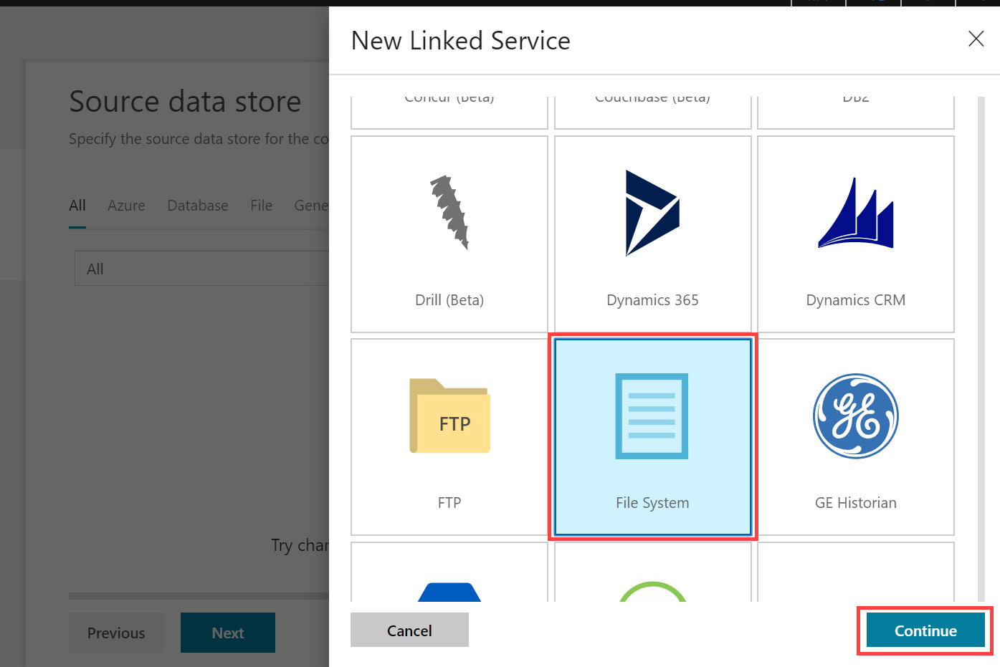 New Linked Service
Source data store
Specify the source data store for the co
All Azure Database File Gene
All
Try char
Previous
Next
Concur (Beta)
Couchbase (Beta)
DB2
Drill (Beta)
Dynamics 365
Dynamics CRM
FTP
FTP
File System
GE
GE Historian
Cancel
Continue